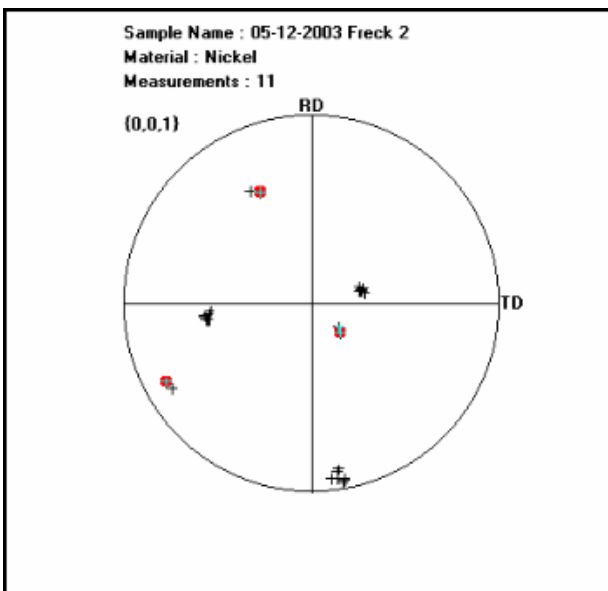 Sample Name : 05-12-2003 Freck 2
Material : Nickel
Measurements : 11
{0,0,1}
RD
TD